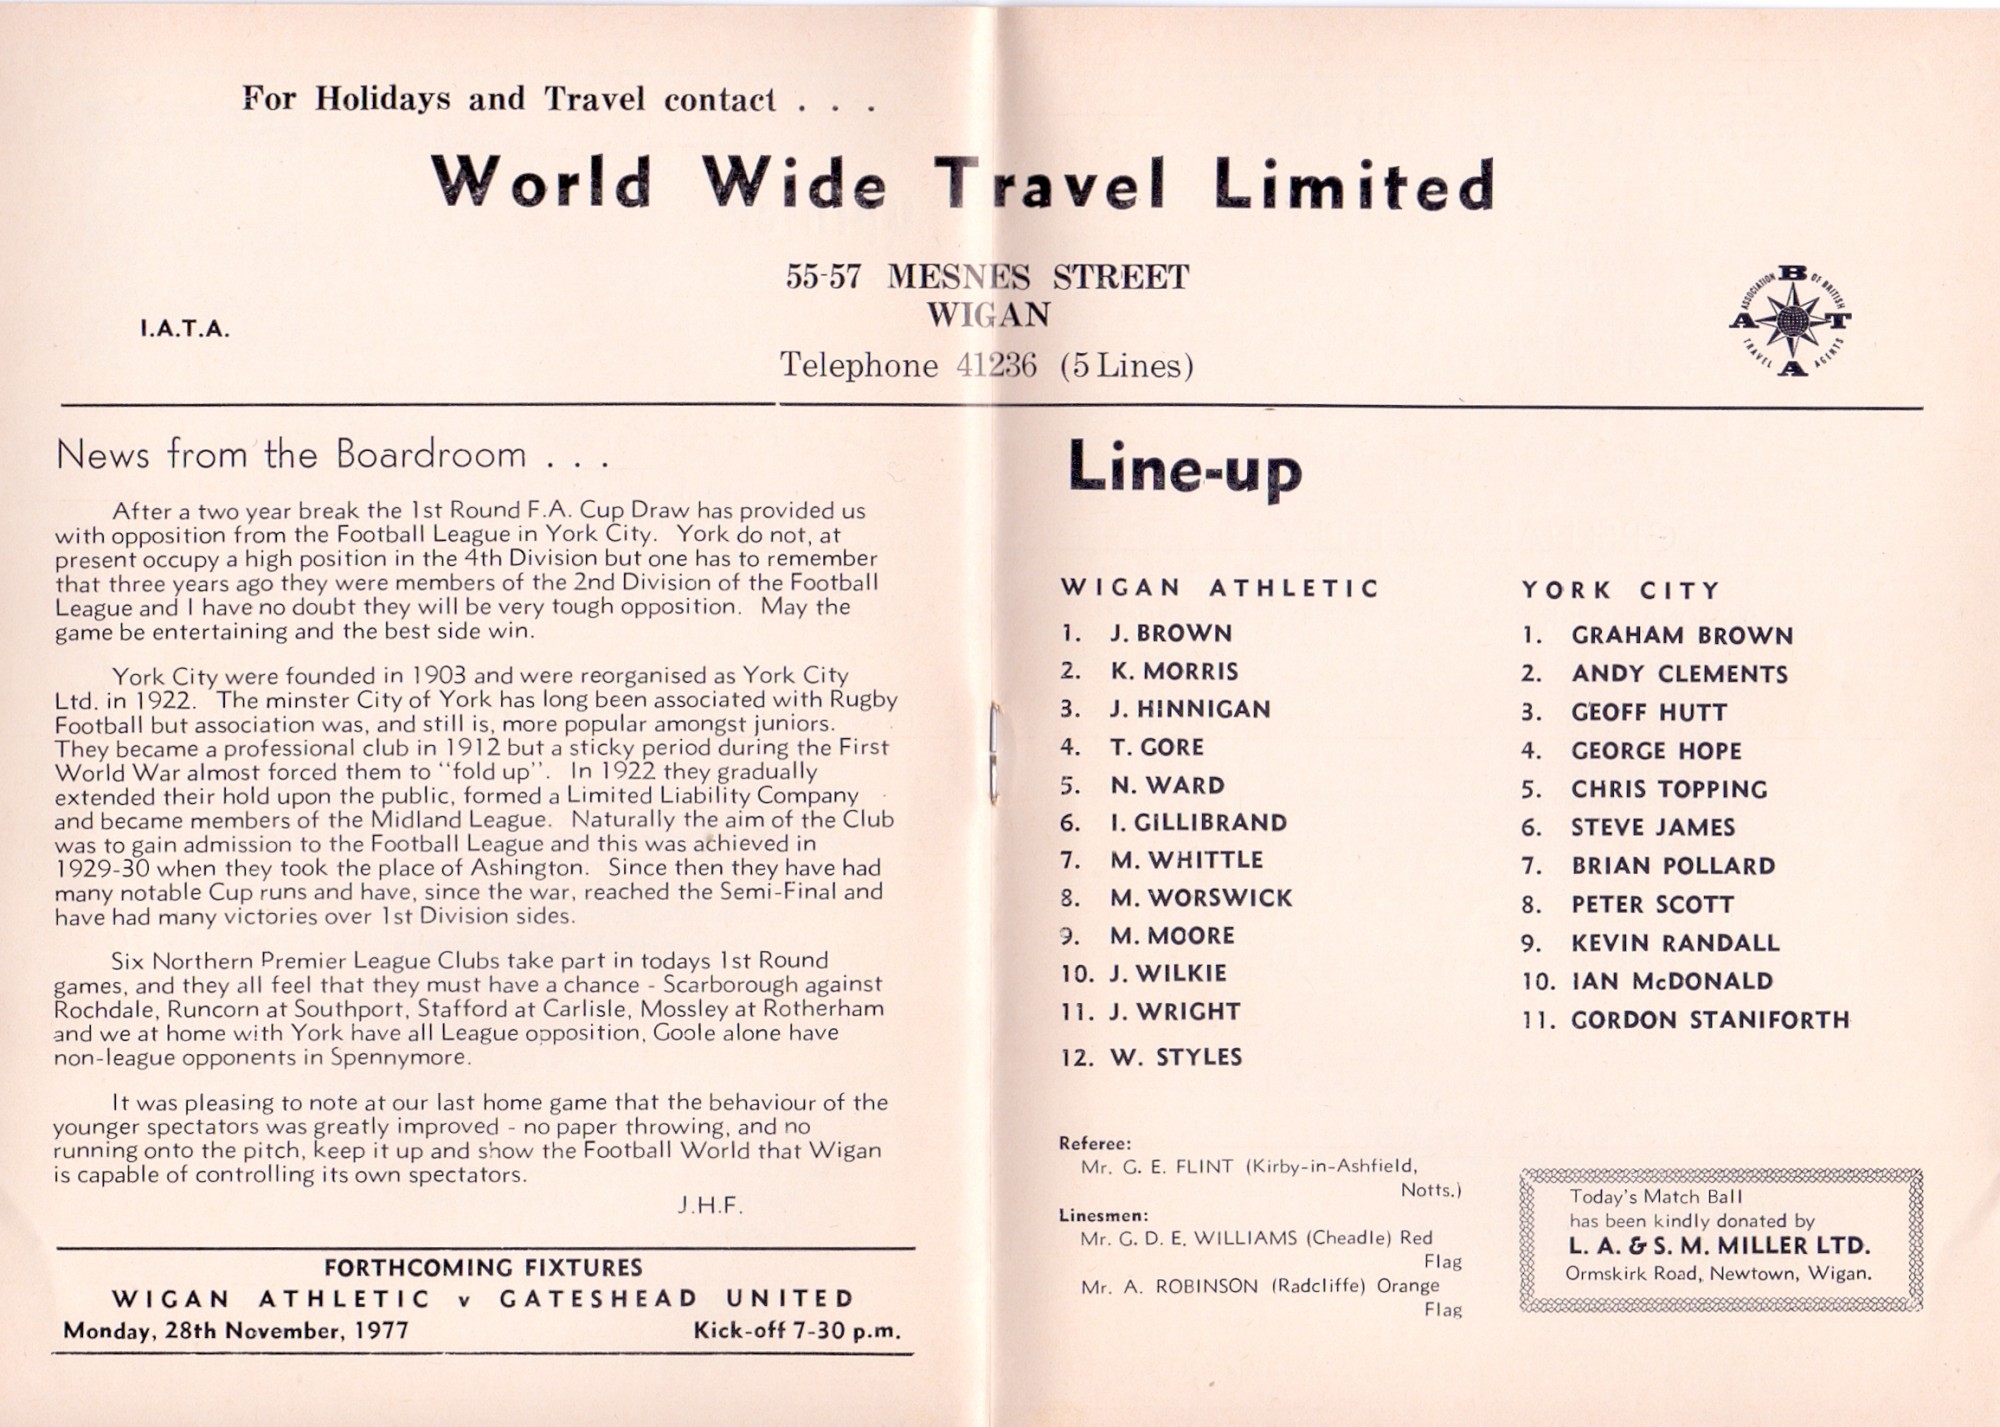 For Holidays and Travel contact . . .
World Wide Travel Limited
55-57 MESNES STREET
WIGAN
I.A.T.A.
Telephone 41236 (5 Lines)
ASSOCIATION OF BRITISH TRAVEL AGENTS
A B T A
News from the Boardroom . . .
After a two year break the 1st Round F.A. Cup Draw has provided us
with opposition from the Football League in York City. York do not, at
present occupy a high position in the 4th Division but one has to remember
that three years ago they were members of the 2nd Division of the Football
League and I have no doubt they will be very tough opposition. May the
game be entertaining and the best side win.
York City were founded in 1903 and were reorganised as York City
Ltd. in 1922. The minster City of York has long been associated with Rugby
Football but association was, and still is, more popular amongst juniors.
They became a professional club in 1912 but a sticky period during the First
World War almost forced them to "fold up". In 1922 they gradually
extended their hold upon the public, formed a Limited Liability Company
and became members of the Midland League. Naturally the aim of the Club
was to gain admission to the Football League and this was achieved in
1929-30 when they took the place of Ashington. Since then they have had
many notable Cup runs and have, since the war, reached the Semi-Final and
have had many victories over 1st Division sides.
Six Northern Premier League Clubs take part in todays 1st Round
games, and they all feel that they must have a chance - Scarborough against
Rochdale, Runcorn at Southport, Stafford at Carlisle, Mossley at Rotherham
and we at home with York have all League opposition, Goole alone have
non-league opponents in Spennymore.
It was pleasing to note at our last home game that the behaviour of the
younger spectators was greatly improved - no paper throwing, and no
running onto the pitch, keep it up and show the Football World that Wigan
is capable of controlling its own spectators.
J.H.F.
FORTHCOMING FIXTURES
WIGAN ATHLETIC v GATESHEAD UNITED
Monday, 28th November, 1977 Kick-off 7-30 p.m.
Line-up
WIGAN ATHLETIC
1. J. BROWN
2. K. MORRIS
3. J. HINNIGAN
4. T. GORE
5. N. WARD
6. I. GILLIBRAND
7. M. WHITTLE
8. M. WORSWICK
9. M. MOORE
10. J. WILKIE
11. J. WRIGHT
12. W. STYLES
YORK CITY
1. GRAHAM BROWN
2. ANDY CLEMENTS
3. GEOFF HUTT
4. GEORGE HOPE
5. CHRIS TOPPING
6. STEVE JAMES
7. BRIAN POLLARD
8. PETER SCOTT
9. KEVIN RANDALL
10. IAN McDONALD
11. GORDON STANIFORTH
Referee:
Mr. G. E. FLINT (Kirby-in-Ashfield,
Notts.)
Linesmen:
Mr. G. D. E. WILLIAMS (Cheadle) Red
Flag
Mr. A. ROBINSON (Radcliffe) Orange
Flag
Today's Match Ball
has been kindly donated by
L. A. & S. M. MILLER LTD.
Ormskirk Road, Newtown, Wigan.